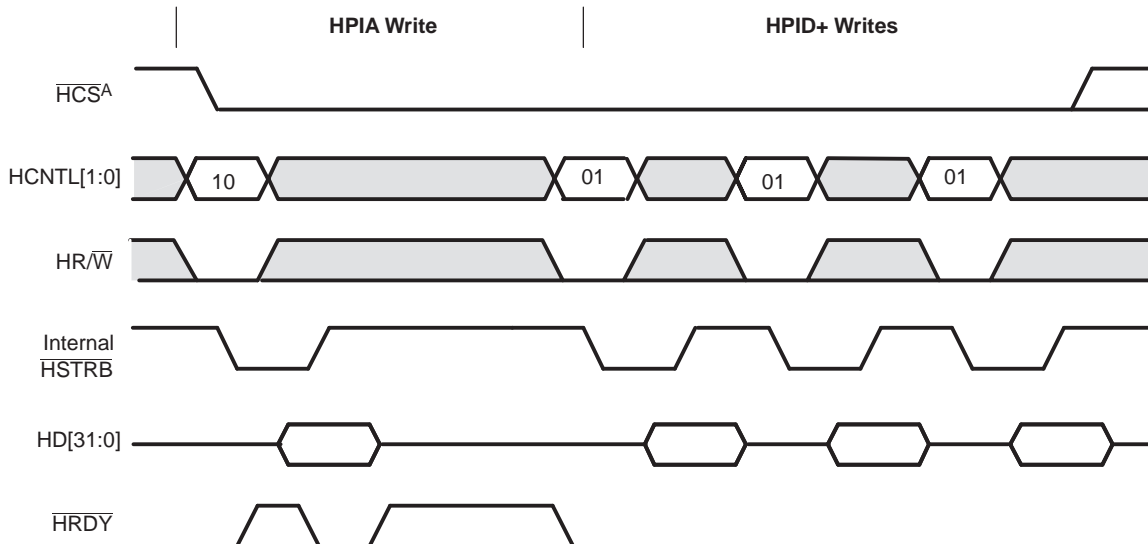 HPIA Write
HPID+ Writes
HCSA
HCNTL[1:0]
10
01
01
01
HR/W
Internal
HSTRB
HD[31:0]
HRDY